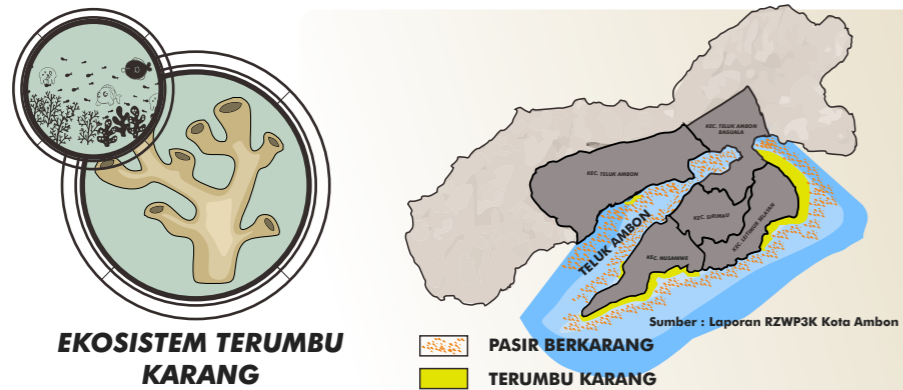 KEC. TELUK AMBON
BAGUALA
KEC. TELUK AMBON
KEC. SIRIMAU
KEC. LEITIMUR SELATAN
KEC. NUSANIWE
TELUK AMBON
Sumber : Laporan RZWP3K Kota Ambon
EKOSISTEM TERUMBU
KARANG
PASIR BERKARANG
TERUMBU KARANG